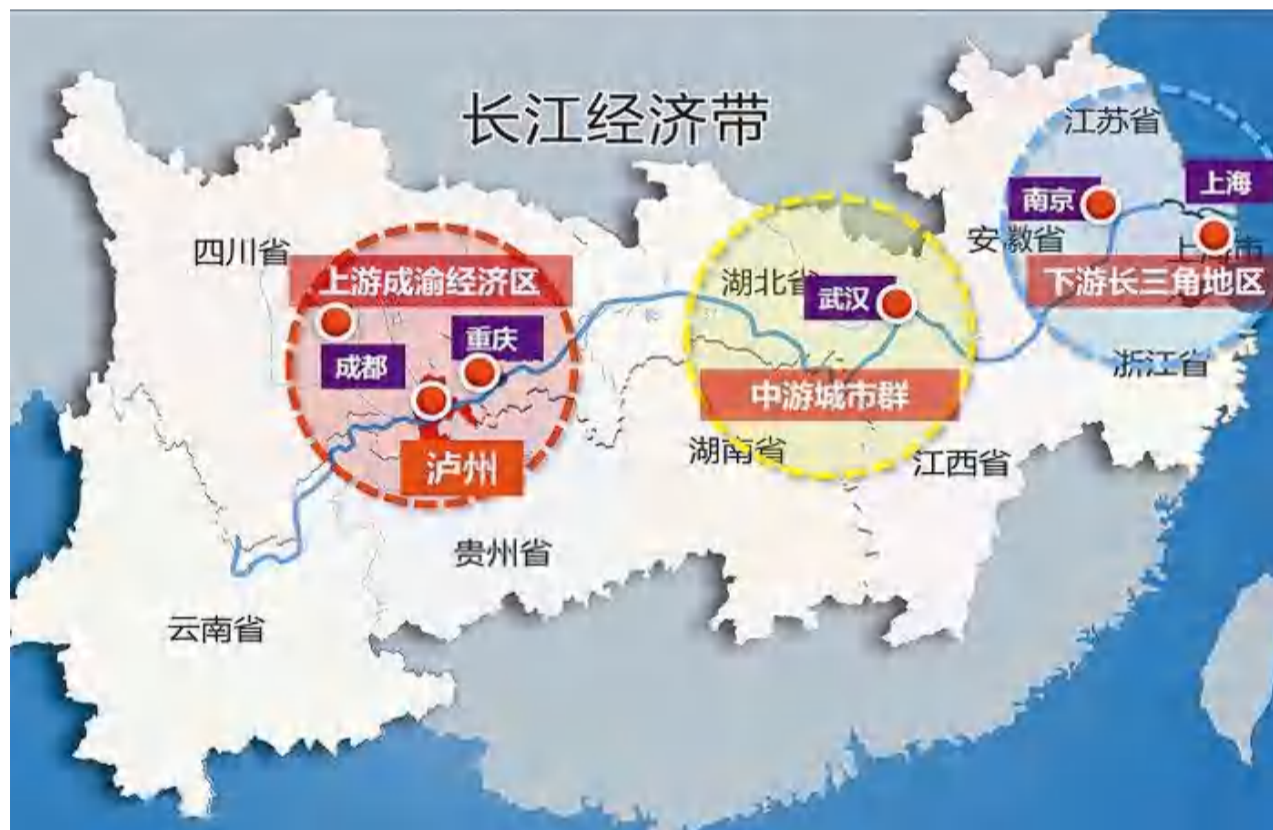 长江经济带
江苏省
上海
南京
四川省
安徽省
上海市
上游成渝经济区
湖北省
武汉
下游长三角地区
重庆
成都
浙江省
中游城市群
泸州
湖南省
江西省
贵州省
云南省